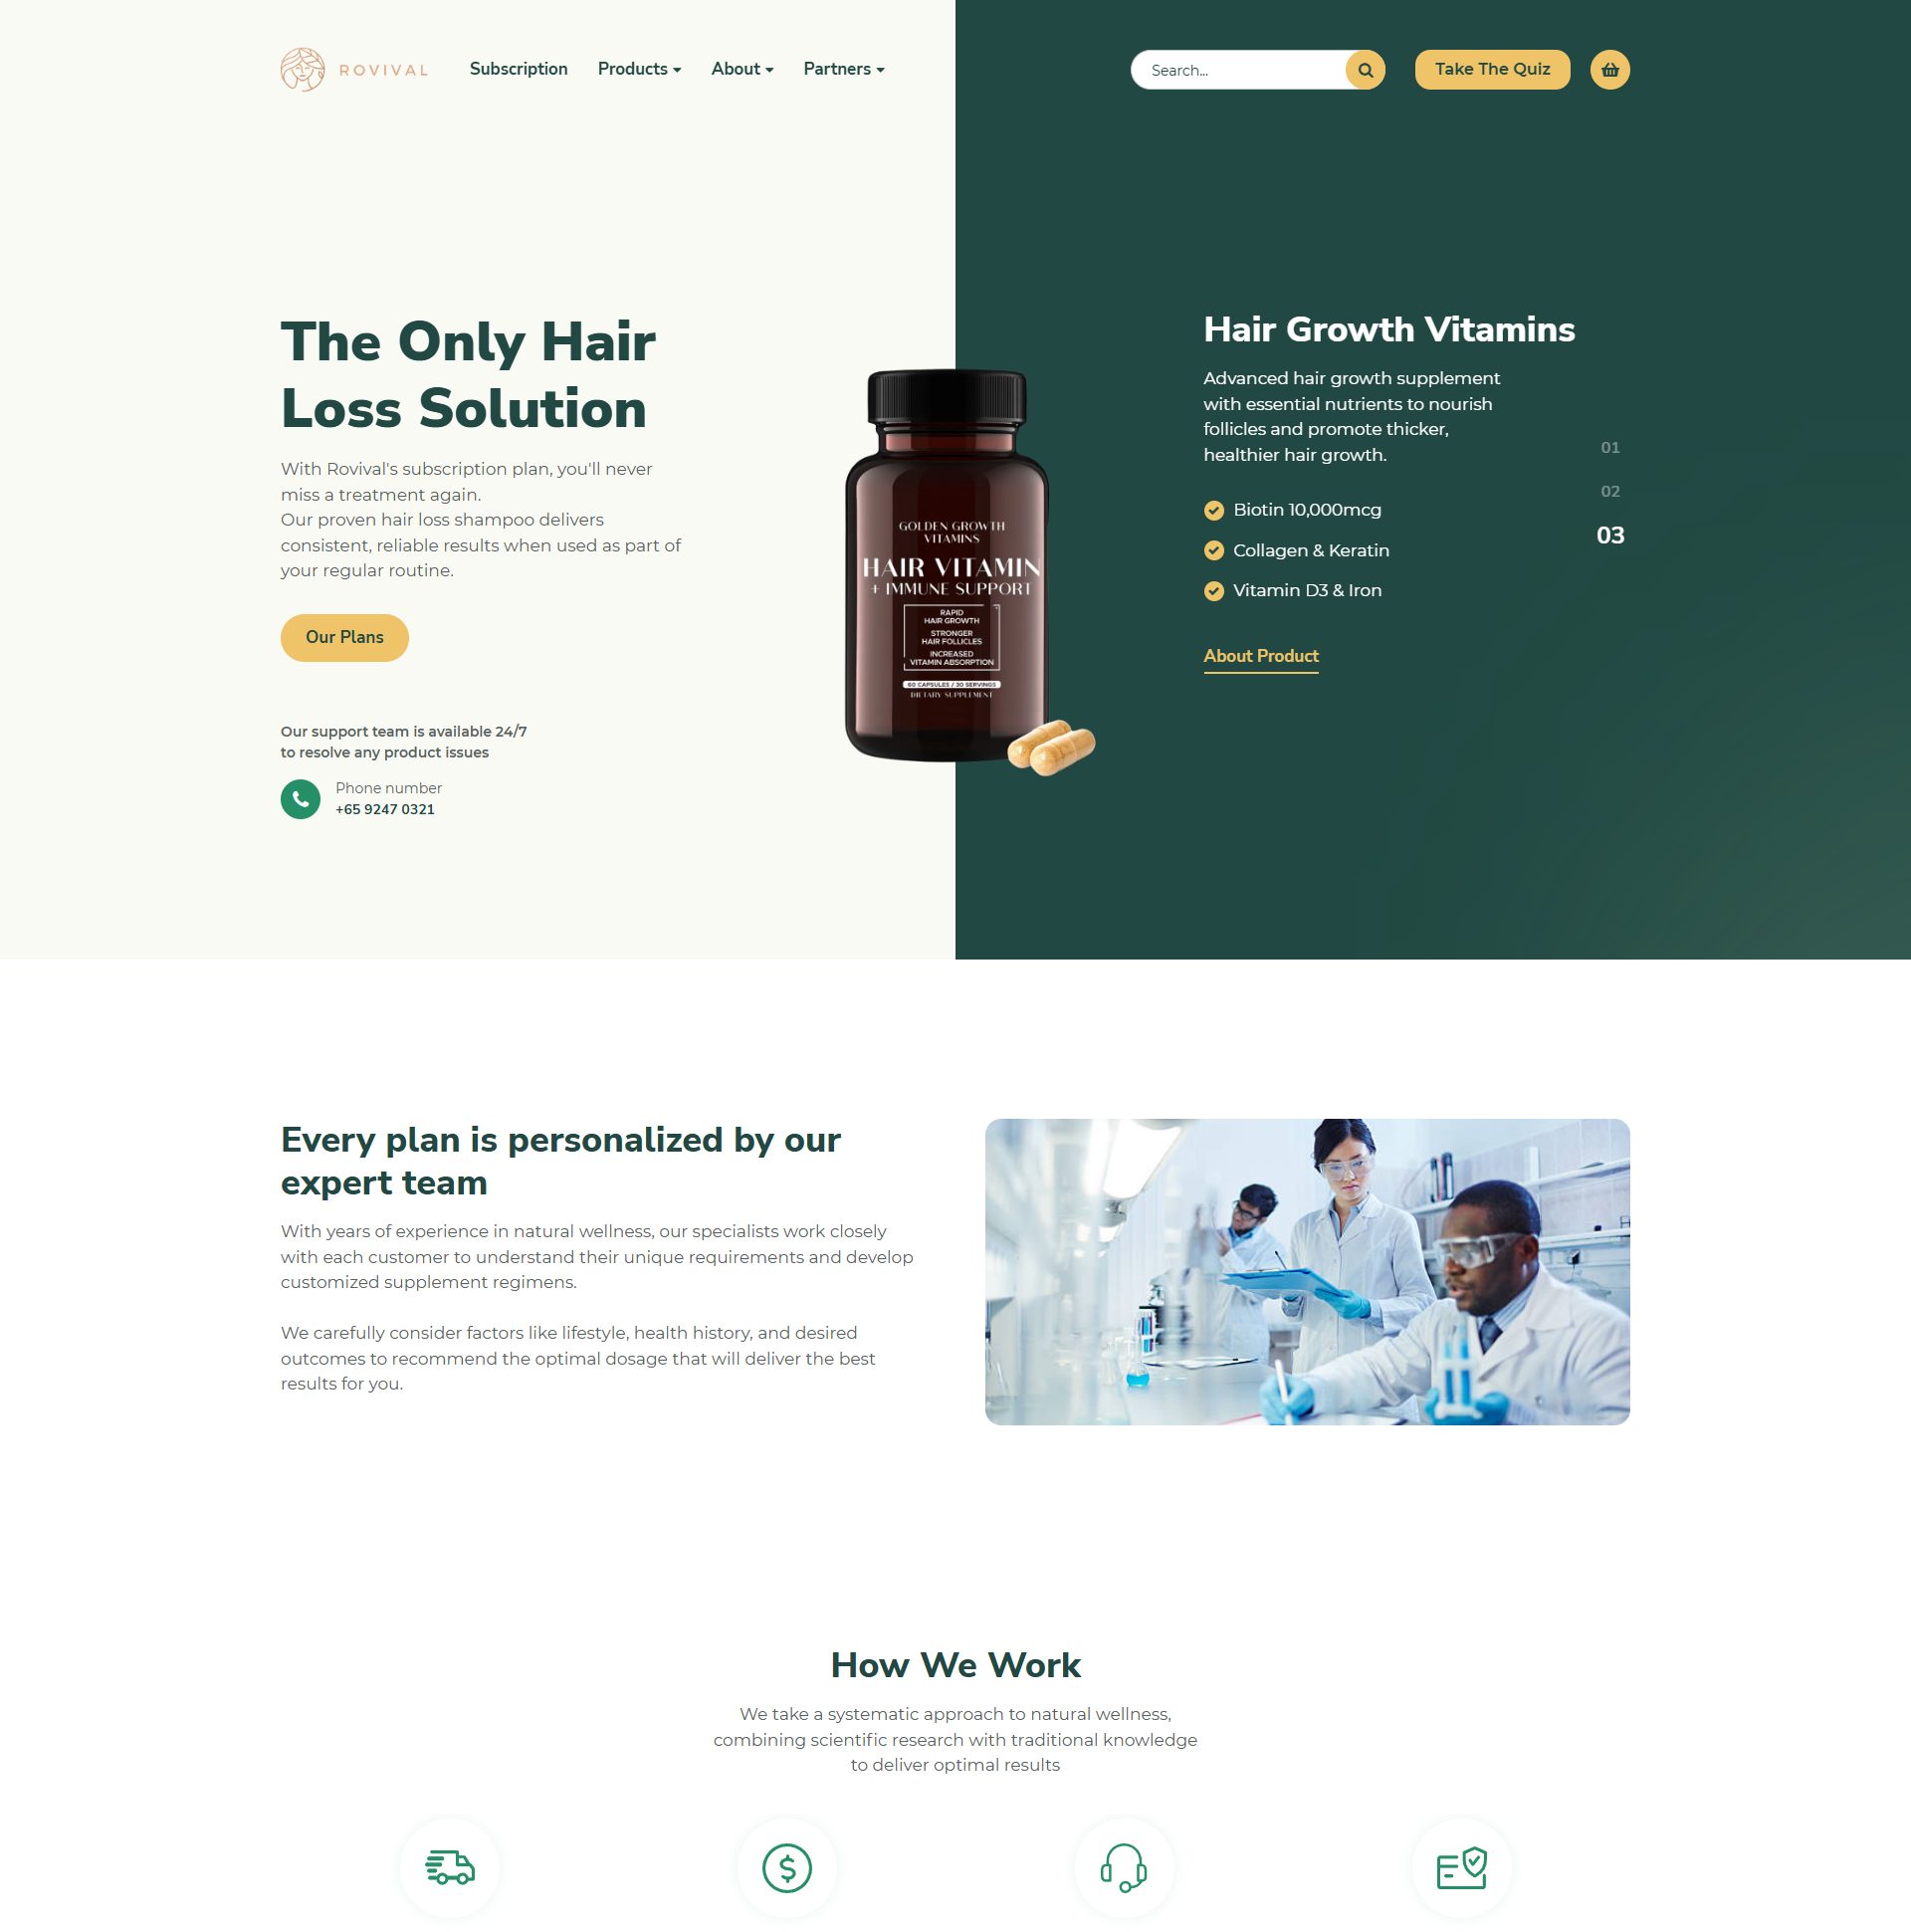 ROVIVAL
Subscription
Products
About
Partners
Search...
Take The Quiz
The Only Hair
Loss Solution
With Rovival's subscription plan, you'll never
miss a treatment again.
Our proven hair loss shampoo delivers
consistent, reliable results when used as part of
your regular routine.
Our Plans
Our support team is available 24/7
to resolve any product issues
Phone number
+65 9247 0321
GOLDEN GROWTH
VITAMINS
HAIR VITAMIN
+ IMMUNE SUPPORT
RAPID
HAIR GROWTH
STRONGER
HAIR FOLLICLES
INCREASED
VITAMIN ABSORPTION
60 CAPSULES / 30 SERVINGS
DIETARY SUPPLEMENT
Hair Growth Vitamins
Advanced hair growth supplement
with essential nutrients to nourish
follicles and promote thicker,
healthier hair growth.
Biotin 10,000mcg
Collagen & Keratin
Vitamin D3 & Iron
About Product
01
02
03
Every plan is personalized by our
expert team
With years of experience in natural wellness, our specialists work closely
with each customer to understand their unique requirements and develop
customized supplement regimens.
We carefully consider factors like lifestyle, health history, and desired
outcomes to recommend the optimal dosage that will deliver the best
results for you.
How We Work
We take a systematic approach to natural wellness,
combining scientific research with traditional knowledge
to deliver optimal results